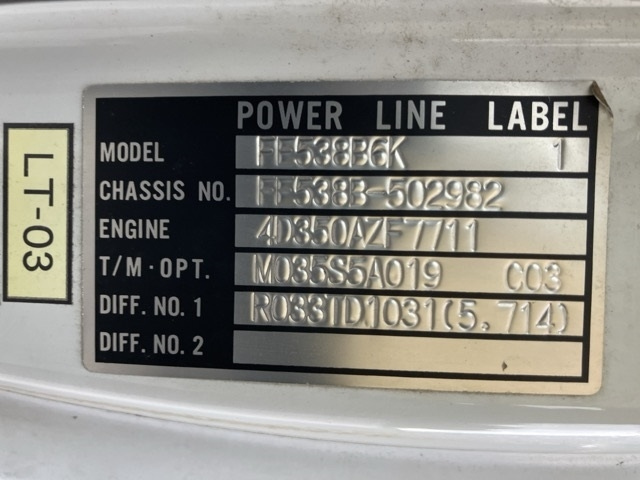 POWER LINE LABEL
MODEL FE538B6K 1
CHASSIS NO. FE538B-502982
ENGINE 4D350AZF7711
T/M·OPT. M035S5A019 C03
DIFF. NO. 1 R033TD1031(5.714)
DIFF. NO. 2
LT-03